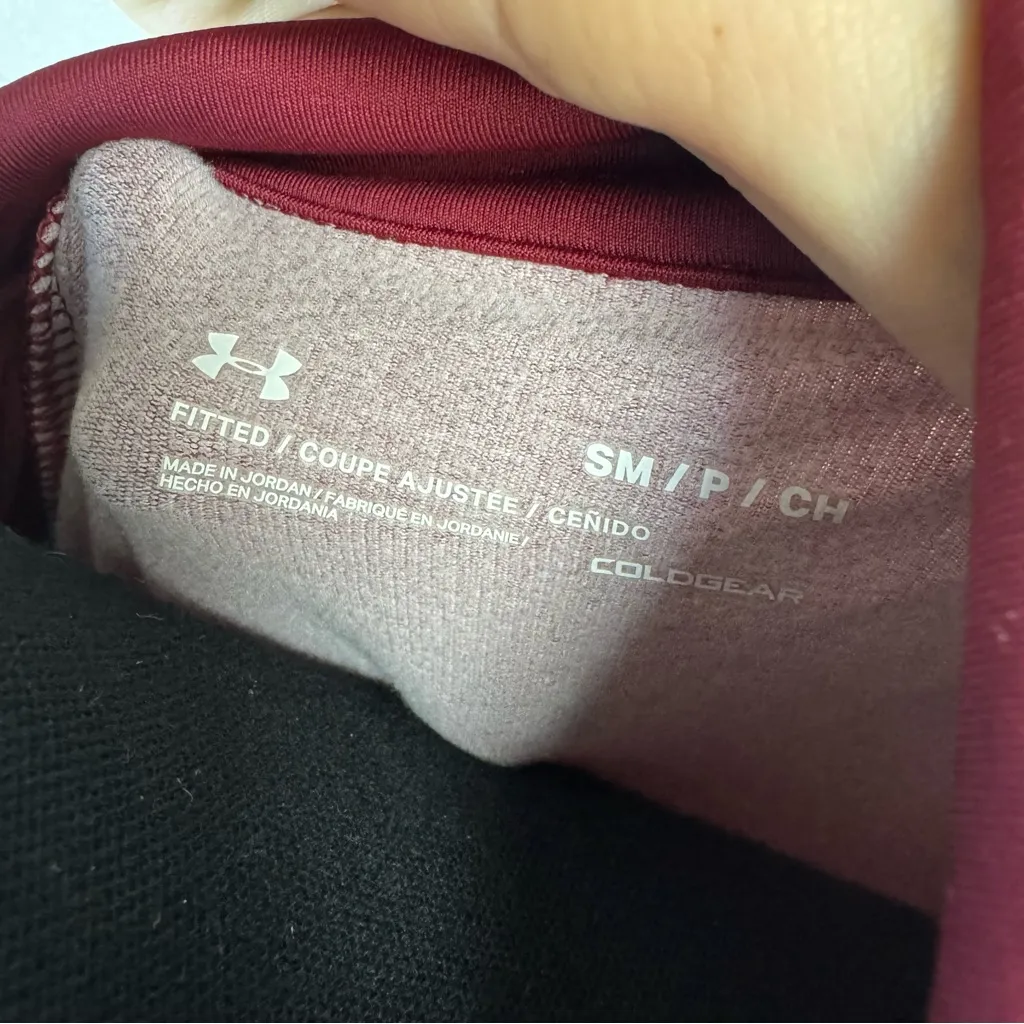 FITTED / COUPE AJUSTÉE / CEÑIDO
MADE IN JORDAN / FABRIQUÉ EN JORDANIE /
HECHO EN JORDANIA
SM / P / CH
COLDGEAR